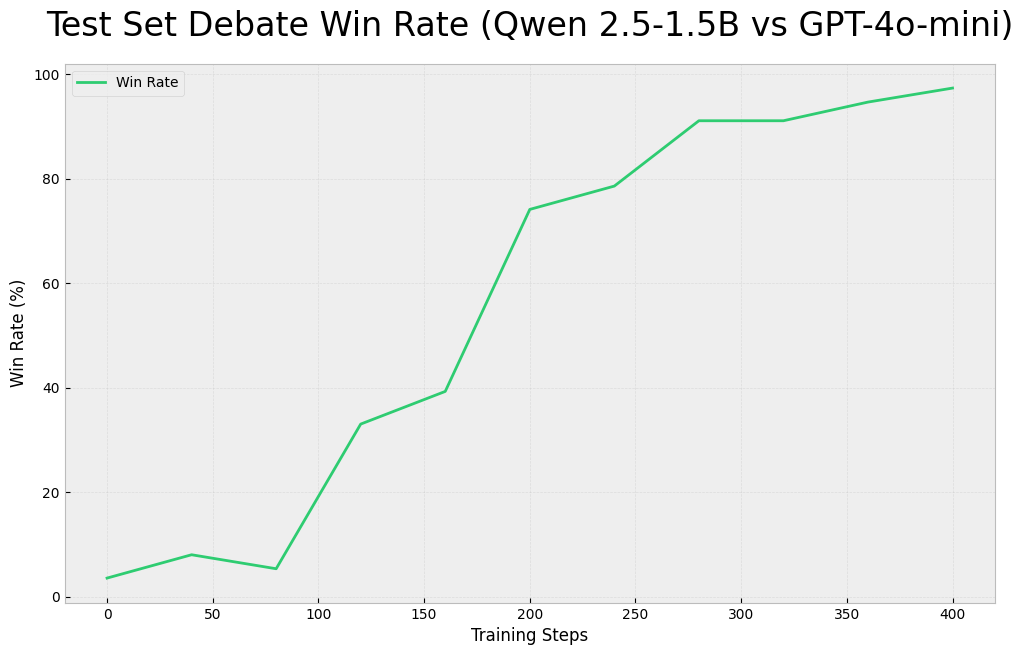 Test Set Debate Win Rate (Qwen 2.5-1.5B vs GPT-4o-mini)
Win Rate
100
80
60
40
20
0
Win Rate (%)
0 50 100 150 200 250 300 350 400
Training Steps